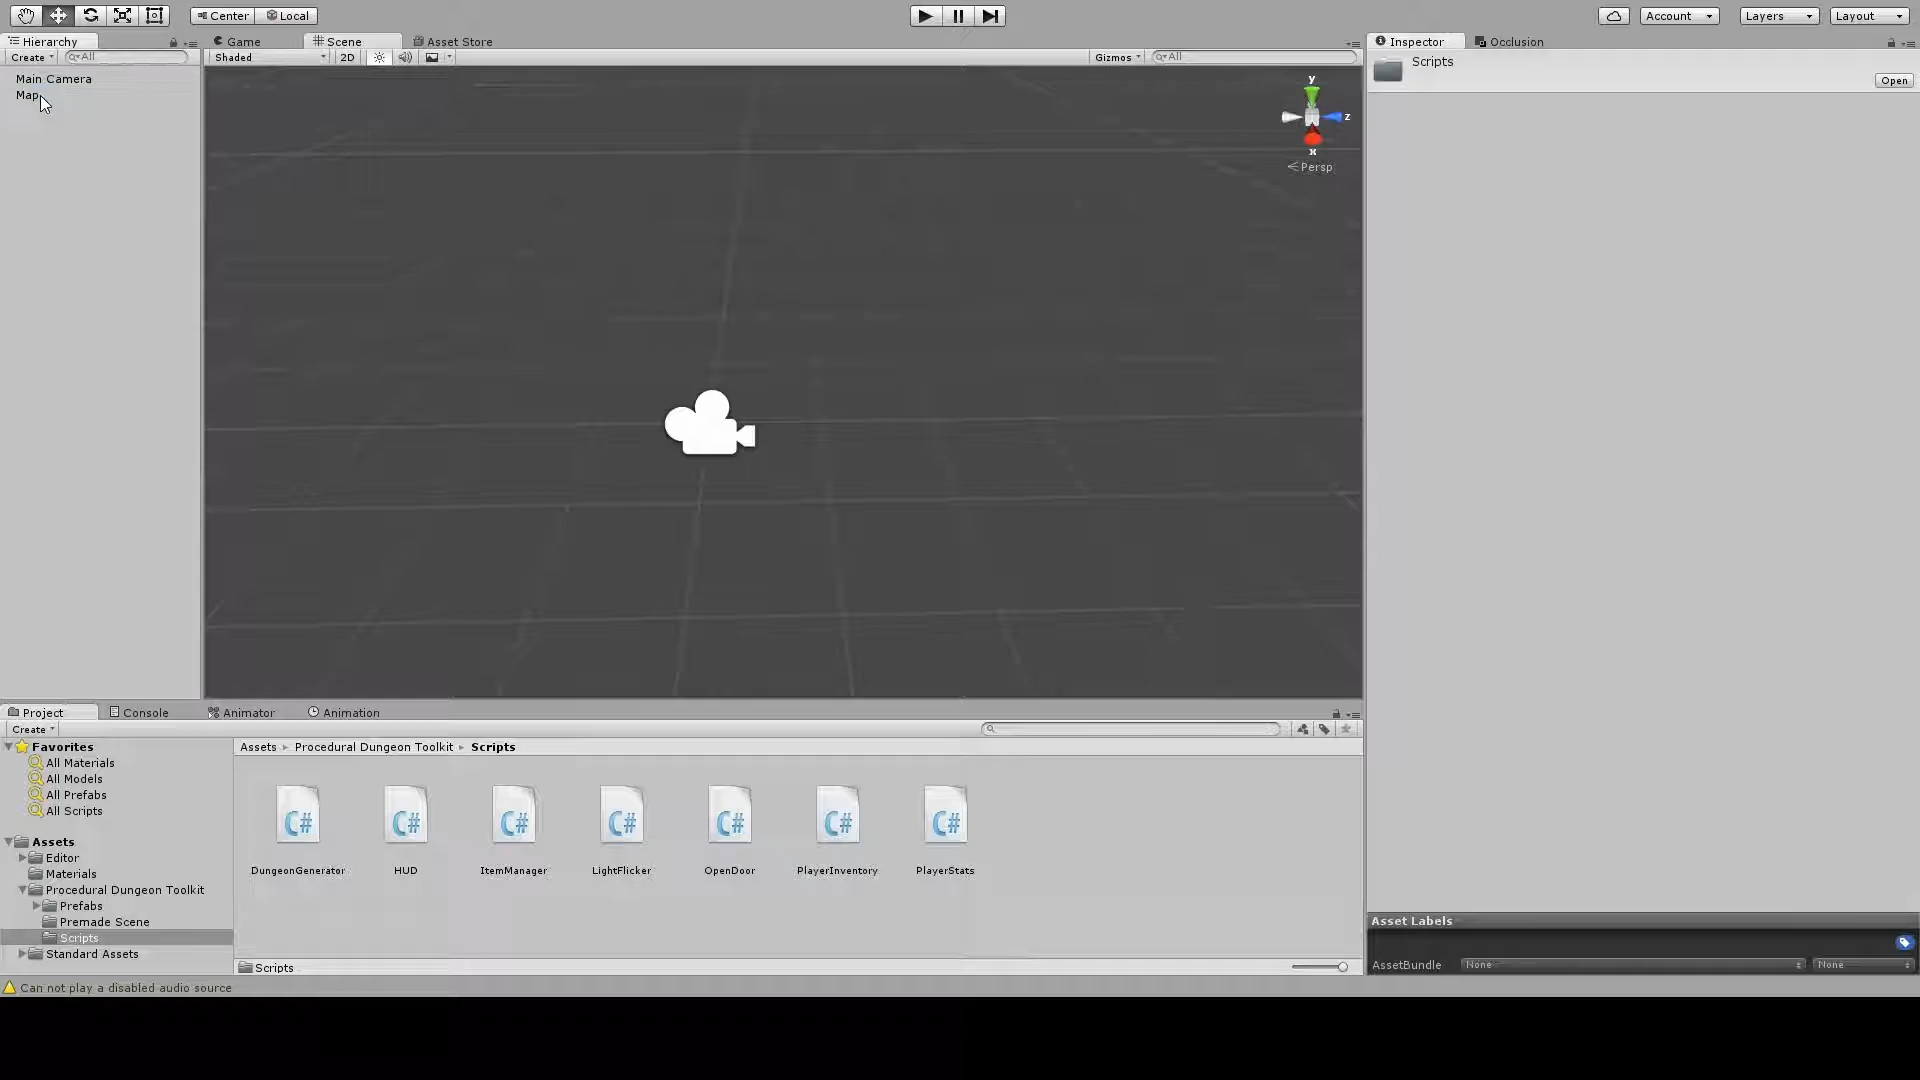 Center Local Account Layers Layout
Hierarchy Game Scene Asset Store Inspector Occlusion
Create All Shaded 2D Gizmos All Scripts
Open
Main Camera
Map
y
z
x
Persp
Project Console Animator Animation
Create
Favorites Assets Procedural Dungeon Toolkit Scripts
All Materials
All Models
All Prefabs
All Scripts
C# C# C# C# C# C# C#
DungeonGenerator HUD ItemManager LightFlicker OpenDoor PlayerInventory PlayerStats
Assets
Editor
Materials
Procedural Dungeon Toolkit
Prefabs
Premade Scene
Scripts
Standard Assets
Scripts
Asset Labels
AssetBundle None None
Can not play a disabled audio source